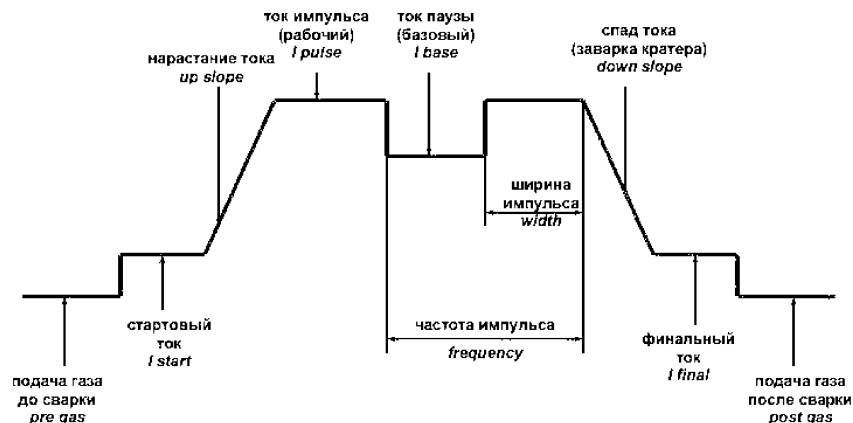 ток импульса
(рабочий)
I pulse
ток паузы
(базовый)
I base
спад тока
(заварка кратера)
down slope
нарастание тока
up slope
ширина
импульса
width
стартовый
ток
I start
частота импульса
frequency
финальный
ток
I final
подача газа
до сварки
pre gas
подача газа
после сварки
post gas